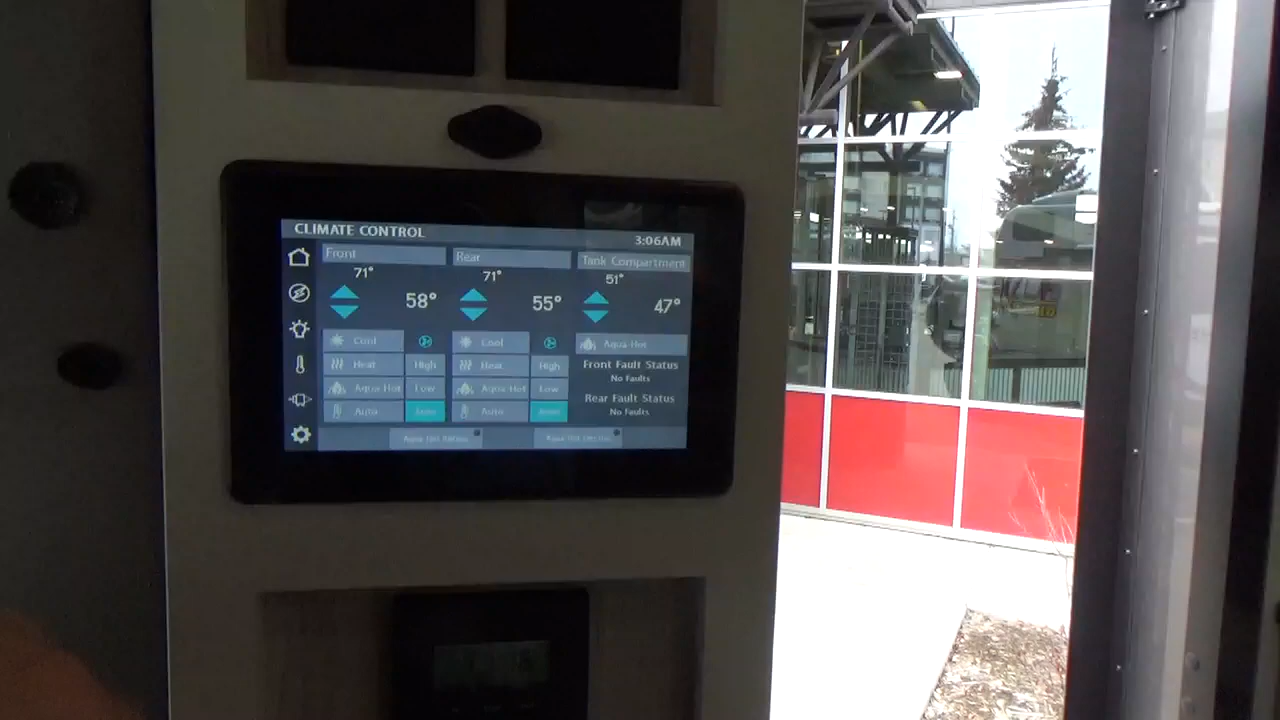 CLIMATE CONTROL
3:06AM
Front
Rear
Tank Compartment
71°
71°
51°
58°
55°
47°
Cool
Cool
Aqua Hot
Heat
High
Heat
High
Front Fault Status
No Faults
Aqua Hot
Low
Aqua Hot
Low
Rear Fault Status
No Faults
Auto
Auto
Auto
Auto